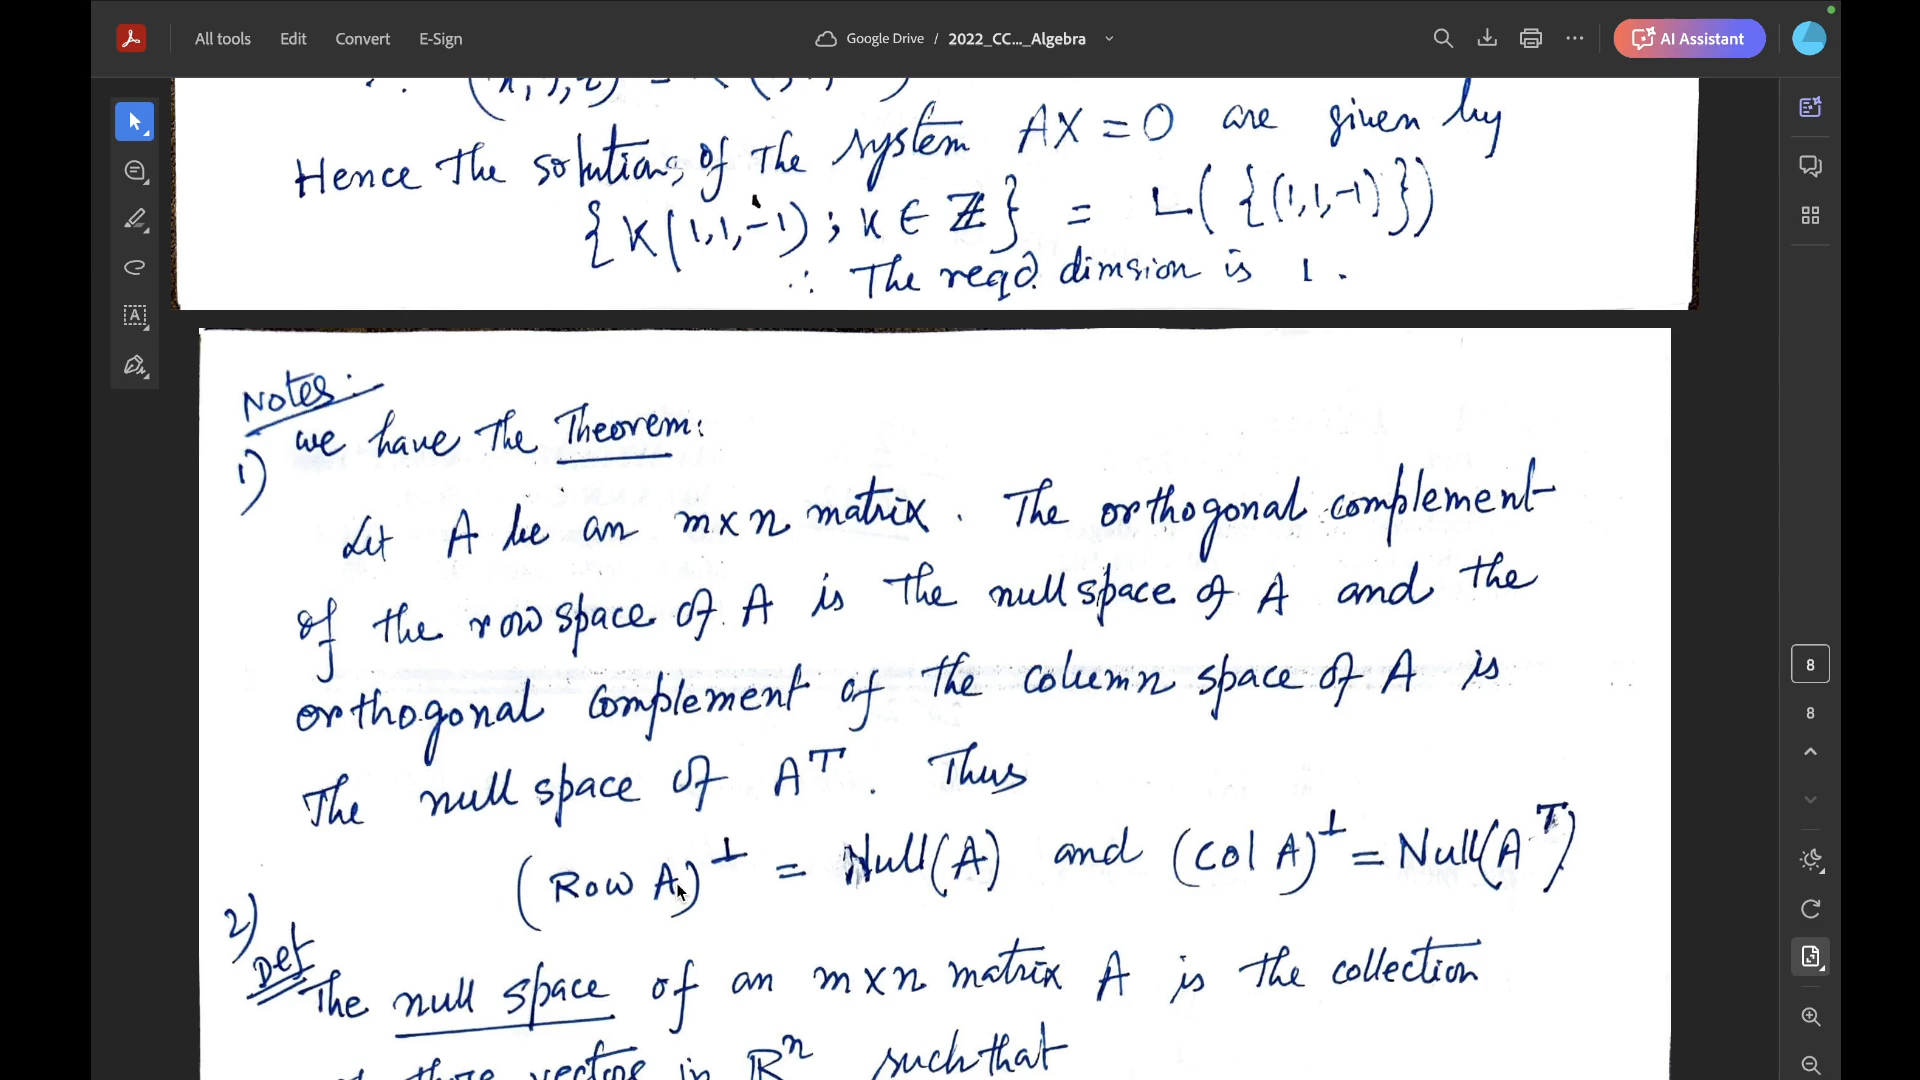 All tools Edit Convert E-Sign Google Drive / 2022_CC..._Algebra AI Assistant
Hence the solutions of the system AX = 0 are given by
{ K(1,1,-1) ; K ∈ ℤ } = L( {(1,1,-1)} )
∴ The reqd. dimsion is 1.
Notes:
1) we have the Theorem:
Let A be an m x n matrix. The orthogonal complement
of the row space of A is the null space of A and the
orthogonal complement of the column space of A is
The null space of Aᵀ. Thus
(Row A)^⊥ = Null(A) and (Col A)^⊥ = Null(Aᵀ)
2)
Def The null space of an m x n matrix A is the collection
vectors in ℝⁿ such that
8
8